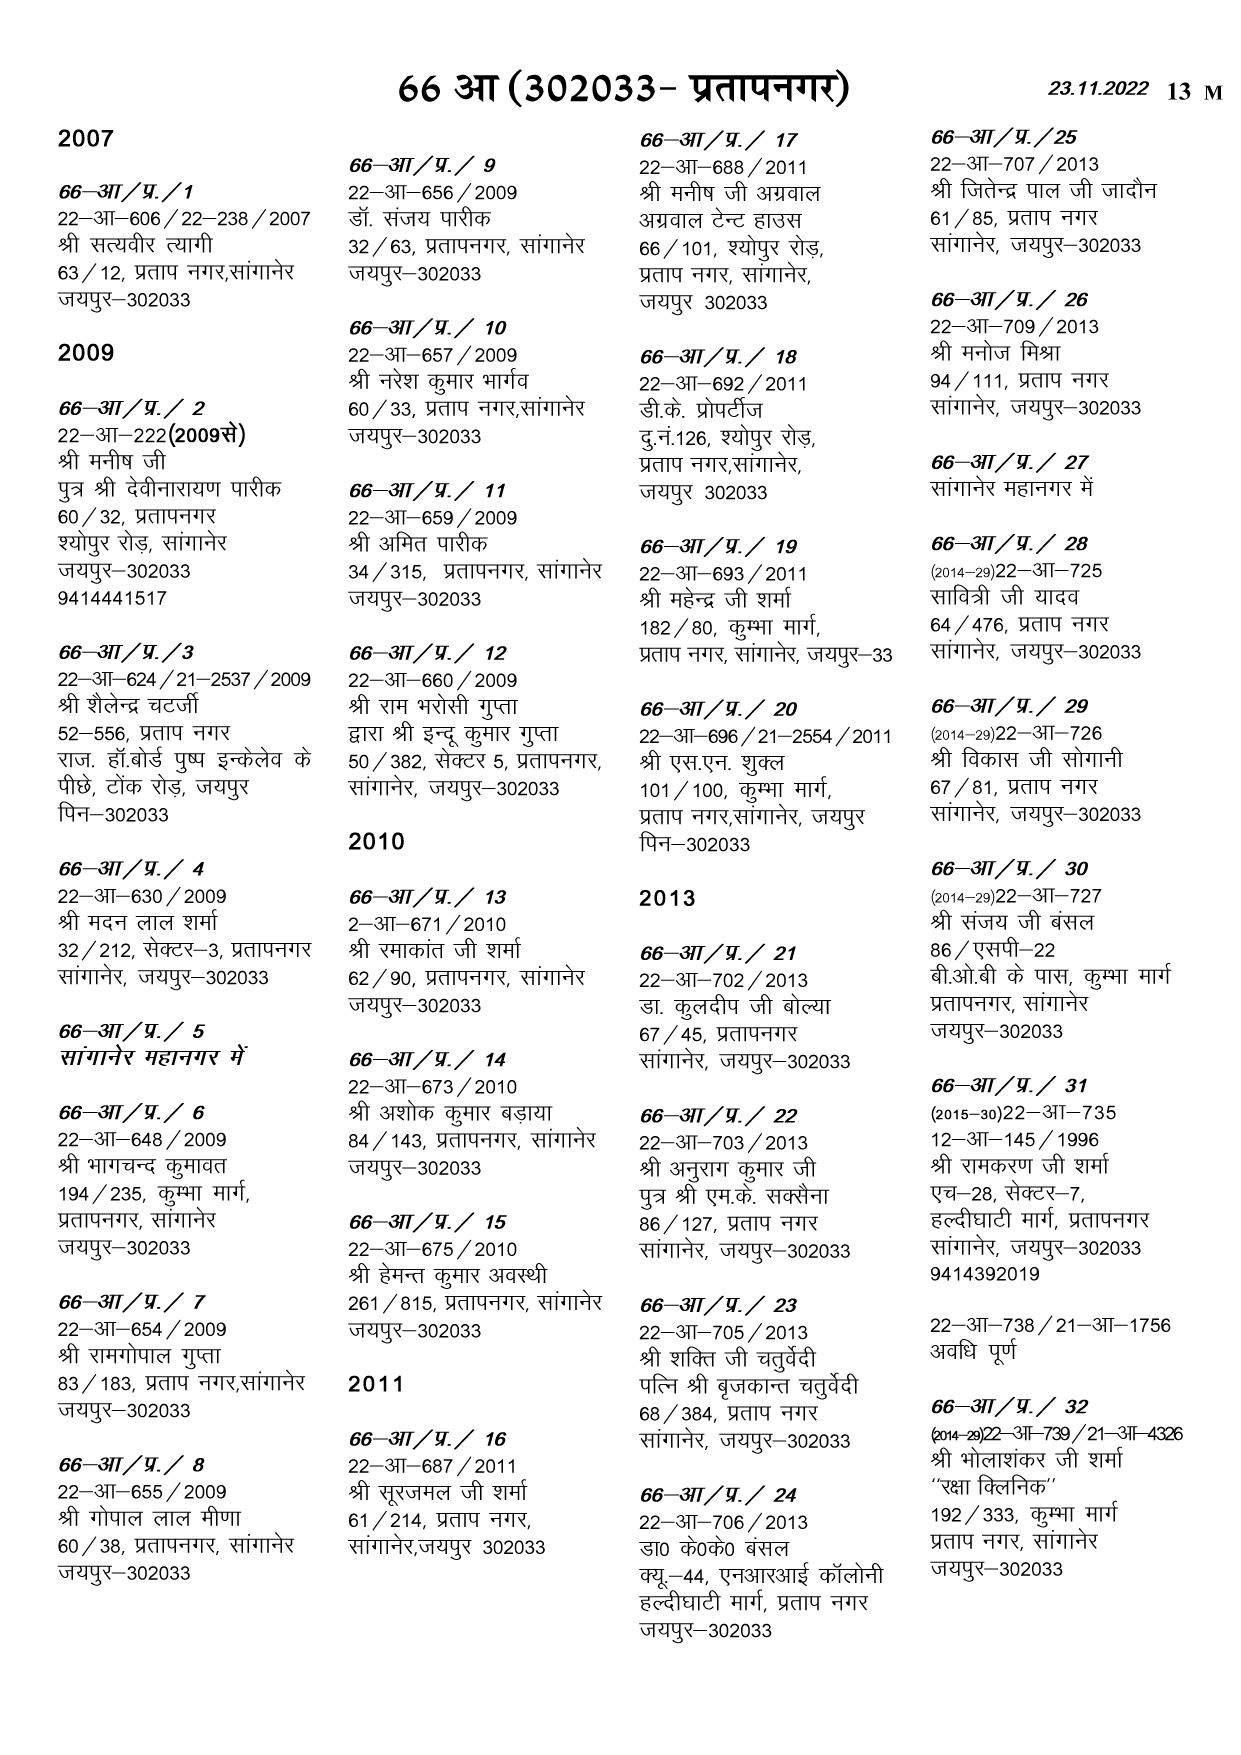 66 आ (302033- प्रतापनगर)
23.11.2022 13 M
2007
66–आ/प्र./1
22–आ–606/22–238/2007
श्री सत्यवीर त्यागी
63/12, प्रताप नगर,सांगानेर
जयपुर–302033
2009
66–आ/प्र./ 2
22–आ–222(2009से)
श्री मनीष जी
पुत्र श्री देवीनारायण पारीक
60/32, प्रतापनगर
श्योपुर रोड़, सांगानेर
जयपुर–302033
9414441517
66–आ/प्र./3
22–आ–624/21–2537/2009
श्री शैलेन्द्र चटर्जी
52–556, प्रताप नगर
राज. हॉ.बोर्ड पुष्प इन्केलेव के
पीछे, टोंक रोड़, जयपुर
पिन–302033
66–आ/प्र./ 4
22–आ–630/2009
श्री मदन लाल शर्मा
32/212, सेक्टर–3, प्रतापनगर
सांगानेर, जयपुर–302033
66–आ/प्र./ 5
सांगानेर महानगर में
66–आ/प्र./ 6
22–आ–648/2009
श्री भागचन्द कुमावत
194/235, कुम्भा मार्ग,
प्रतापनगर, सांगानेर
जयपुर–302033
66–आ/प्र./ 7
22–आ–654/2009
श्री रामगोपाल गुप्ता
83/183, प्रताप नगर,सांगानेर
जयपुर–302033
66–आ/प्र./ 8
22–आ–655/2009
श्री गोपाल लाल मीणा
60/38, प्रतापनगर, सांगानेर
जयपुर–302033
66–आ/प्र./ 9
22–आ–656/2009
डॉ. संजय पारीक
32/63, प्रतापनगर, सांगानेर
जयपुर–302033
66–आ/प्र./ 10
22–आ–657/2009
श्री नरेश कुमार भार्गव
60/33, प्रताप नगर,सांगानेर
जयपुर–302033
66–आ/प्र./ 11
22–आ–659/2009
श्री अमित पारीक
34/315, प्रतापनगर, सांगानेर
जयपुर–302033
66–आ/प्र./ 12
22–आ–660/2009
श्री राम भरोसी गुप्ता
द्वारा श्री इन्दू कुमार गुप्ता
50/382, सेक्टर 5, प्रतापनगर,
सांगानेर, जयपुर–302033
2010
66–आ/प्र./ 13
2–आ–671/2010
श्री रमाकांत जी शर्मा
62/90, प्रतापनगर, सांगानेर
जयपुर–302033
66–आ/प्र./ 14
22–आ–673/2010
श्री अशोक कुमार बड़ाया
84/143, प्रतापनगर, सांगानेर
जयपुर–302033
66–आ/प्र./ 15
22–आ–675/2010
श्री हेमन्त कुमार अवस्थी
261/815, प्रतापनगर, सांगानेर
जयपुर–302033
2011
66–आ/प्र./ 16
22–आ–687/2011
श्री सूरजमल जी शर्मा
61/214, प्रताप नगर,
सांगानेर,जयपुर 302033
66–आ/प्र./ 17
22–आ–688/2011
श्री मनीष जी अग्रवाल
अग्रवाल टेन्ट हाउस
66/101, श्योपुर रोड़,
प्रताप नगर, सांगानेर,
जयपुर 302033
66–आ/प्र./ 18
22–आ–692/2011
डी.के. प्रोपर्टीज
दु.नं.126, श्योपुर रोड़,
प्रताप नगर,सांगानेर,
जयपुर 302033
66–आ/प्र./ 19
22–आ–693/2011
श्री महेन्द्र जी शर्मा
182/80, कुम्भा मार्ग,
प्रताप नगर, सांगानेर, जयपुर–33
66–आ/प्र./ 20
22–आ–696/21–2554/2011
श्री एस.एन. शुक्ल
101/100, कुम्भा मार्ग,
प्रताप नगर,सांगानेर, जयपुर
पिन–302033
2013
66–आ/प्र./ 21
22–आ–702/2013
डा. कुलदीप जी बोल्या
67/45, प्रतापनगर
सांगानेर, जयपुर–302033
66–आ/प्र./ 22
22–आ–703/2013
श्री अनुराग कुमार जी
पुत्र श्री एम.के. सक्सैना
86/127, प्रताप नगर
सांगानेर, जयपुर–302033
66–आ/प्र./ 23
22–आ–705/2013
श्री शक्ति जी चतुर्वेदी
पत्नि श्री बृजकान्त चतुर्वेदी
68/384, प्रताप नगर
सांगानेर, जयपुर–302033
66–आ/प्र./ 24
22–आ–706/2013
डा0 के0के0 बंसल
क्यू.–44, एनआरआई कॉलोनी
हल्दीघाटी मार्ग, प्रताप नगर
जयपुर–302033
66–आ/प्र./25
22–आ–707/2013
श्री जितेन्द्र पाल जी जादौन
61/85, प्रताप नगर
सांगानेर, जयपुर–302033
66–आ/प्र./ 26
22–आ–709/2013
श्री मनोज मिश्रा
94/111, प्रताप नगर
सांगानेर, जयपुर–302033
66–आ/प्र./ 27
सांगानेर महानगर में
66–आ/प्र./ 28
(2014–29)22–आ–725
सावित्री जी यादव
64/476, प्रताप नगर
सांगानेर, जयपुर–302033
66–आ/प्र./ 29
(2014–29)22–आ–726
श्री विकास जी सोगानी
67/81, प्रताप नगर
सांगानेर, जयपुर–302033
66–आ/प्र./ 30
(2014–29)22–आ–727
श्री संजय जी बंसल
86/एसपी–22
बी.ओ.बी के पास, कुम्भा मार्ग
प्रतापनगर, सांगानेर
जयपुर–302033
66–आ/प्र./ 31
(2015–30)22–आ–735
12–आ–145/1996
श्री रामकरण जी शर्मा
एच–28, सेक्टर–7,
हल्दीघाटी मार्ग, प्रतापनगर
सांगानेर, जयपुर–302033
9414392019
22–आ–738/21–आ–1756
अवधि पूर्ण
66–आ/प्र./ 32
(2014–29)22–आ–739/21–आ–4326
श्री भोलाशंकर जी शर्मा
‘‘रक्षा क्लिनिक’’
192/333, कुम्भा मार्ग
प्रताप नगर, सांगानेर
जयपुर–302033